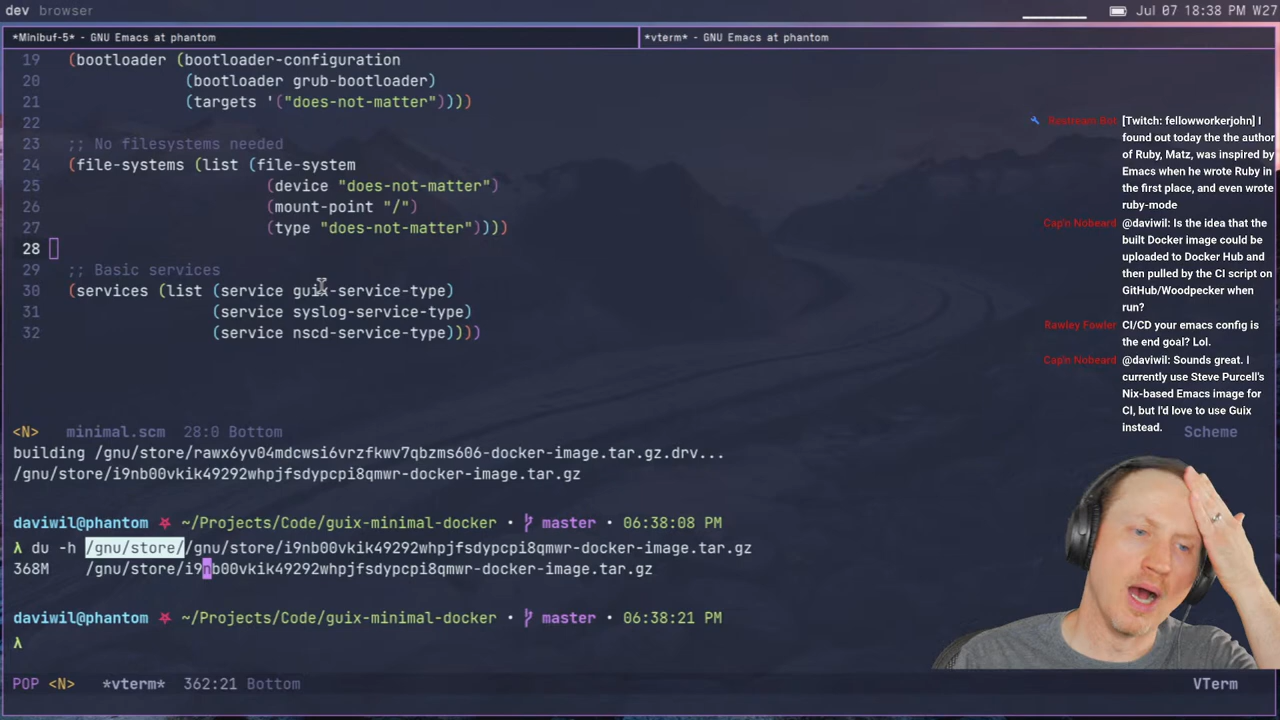 dev browser
Jul 07 18:38 PM W27
*Minibuf-5* - GNU Emacs at phantom
*vterm* - GNU Emacs at phantom
19 (bootloader (bootloader-configuration
20 (bootloader grub-bootloader)
21 (targets '("does-not-matter"))))
22
23 ;; No filesystems needed
24 (file-systems (list (file-system
25 (device "does-not-matter")
26 (mount-point "/")
27 (type "does-not-matter"))))
28
29 ;; Basic services
30 (services (list (service guix-service-type)
31 (service syslog-service-type)
32 (service nscd-service-type))))
<N> minimal.scm 28:0 Bottom
Scheme
building /gnu/store/rawx6yv04mdcwsi6vrzfkwv7qbzms606-docker-image.tar.gz.drv...
/gnu/store/i9nb00vkik49292whpjfsdypcpi8qmwr-docker-image.tar.gz
daviwil@phantom ~/Projects/Code/guix-minimal-docker • master • 06:38:08 PM
λ du -h /gnu/store//gnu/store/i9nb00vkik49292whpjfsdypcpi8qmwr-docker-image.tar.gz
368M /gnu/store/i9nb00vkik49292whpjfsdypcpi8qmwr-docker-image.tar.gz
daviwil@phantom ~/Projects/Code/guix-minimal-docker • master • 06:38:21 PM
λ
POP <N> *vterm* 362:21 Bottom
VTerm
Restream Bot [Twitch: fellowworkerjohn] I
found out today the the author
of Ruby, Matz, was inspired by
Emacs when he wrote Ruby in
the first place, and even wrote
ruby-mode
Cap'n Nobeard @daviwil: Is the idea that the
built Docker image could be
uploaded to Docker Hub and
then pulled by the CI script on
GitHub/Woodpecker when
run?
Rawley Fowler CI/CD your emacs config is
the end goal? Lol.
Cap'n Nobeard @daviwil: Sounds great. I
currently use Steve Purcell's
Nix-based Emacs image for
CI, but I'd love to use Guix
instead.